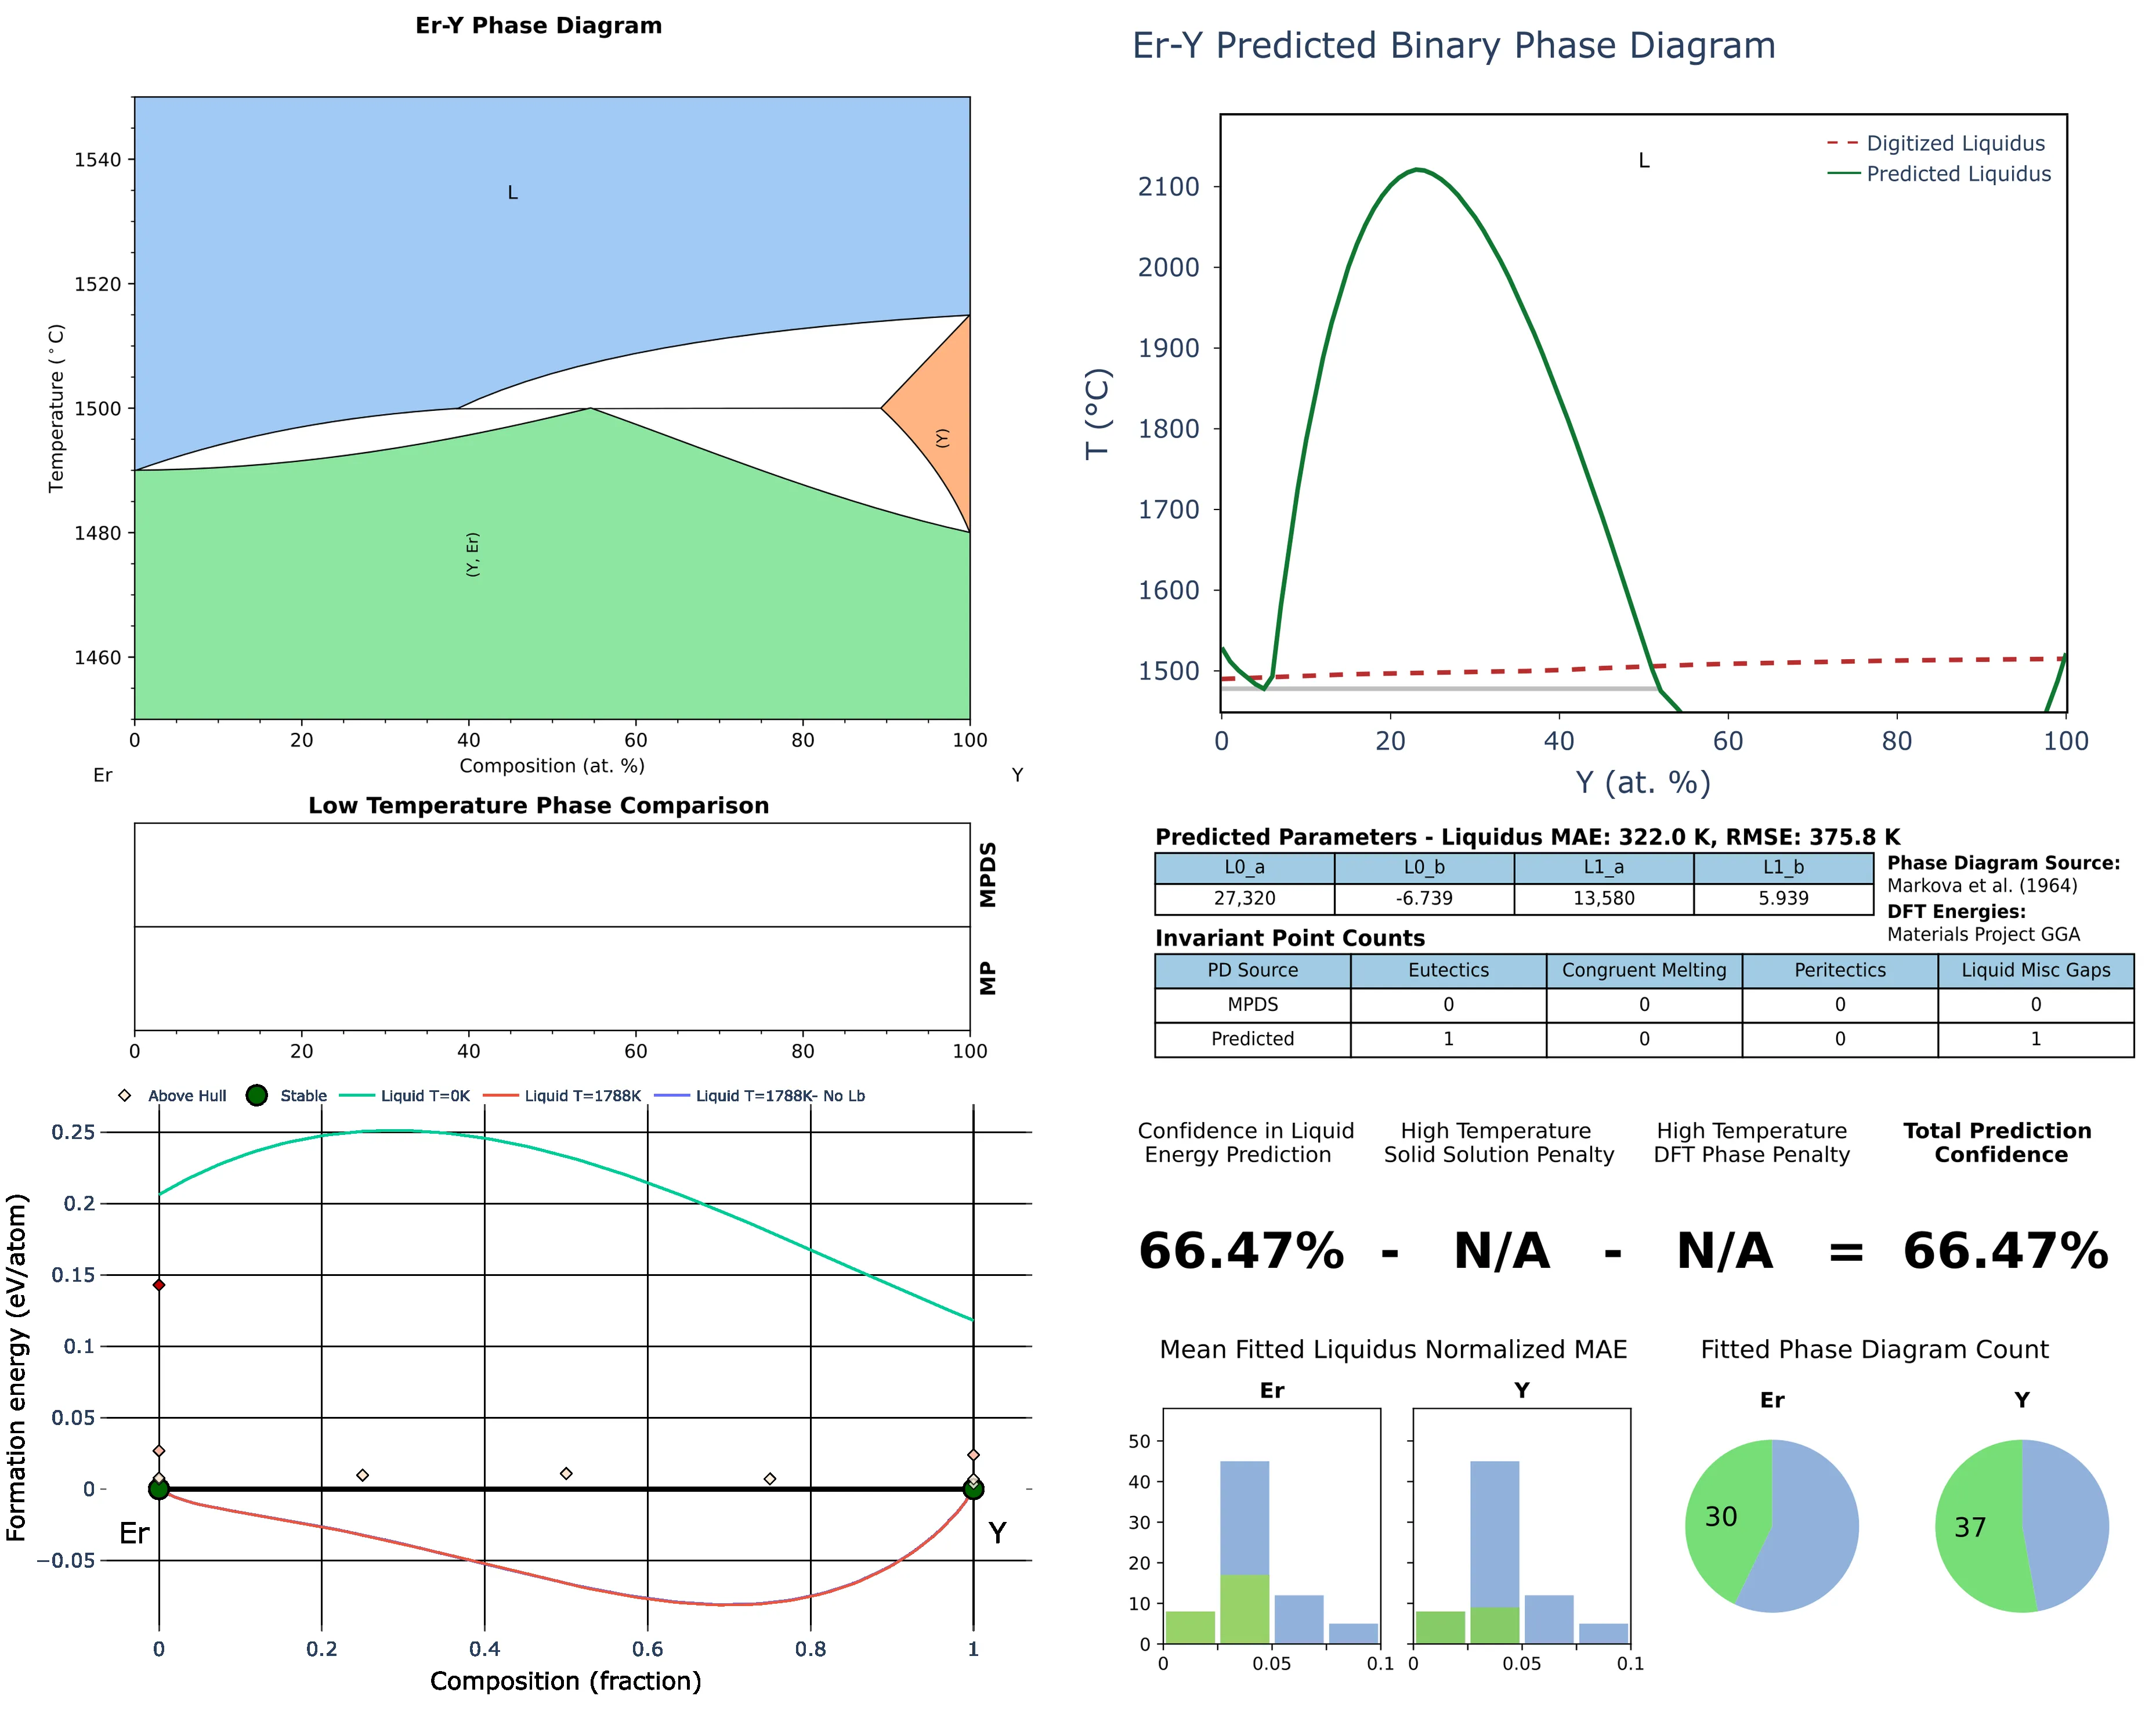 Er-Y Phase Diagram
1540
1520
1500
1480
1460
Temperature (°C)
L
(Y)
(Y, Er)
0 20 40 60 80 100
Composition (at. %)
Er Y
Low Temperature Phase Comparison
MPDS
MP
0 20 40 60 80 100
Above Hull Stable Liquid T=0K Liquid T=1788K Liquid T=1788K- No Lb
0.25
0.2
0.15
0.1
0.05
0
−0.05
Formation energy (eV/atom)
Er Y
0 0.2 0.4 0.6 0.8 1
Composition (fraction)
Er-Y Predicted Binary Phase Diagram
L
Digitized Liquidus
Predicted Liquidus
2100
2000
1900
1800
1700
1600
1500
T (°C)
0 20 40 60 80 100
Y (at. %)
Predicted Parameters - Liquidus MAE: 322.0 K, RMSE: 375.8 K
L0_a L0_b L1_a L1_b
27,320 -6.739 13,580 5.939
Phase Diagram Source:
Markova et al. (1964)
DFT Energies:
Materials Project GGA
Invariant Point Counts
PD Source Eutectics Congruent Melting Peritectics Liquid Misc Gaps
MPDS 0 0 0 0
Predicted 1 0 0 1
Confidence in Liquid
Energy Prediction
High Temperature
Solid Solution Penalty
High Temperature
DFT Phase Penalty
Total Prediction
Confidence
66.47% - N/A - N/A = 66.47%
Mean Fitted Liquidus Normalized MAE
Er Y
50
40
30
20
10
0
0 0.05 0.1 0 0.05 0.1
Fitted Phase Diagram Count
Er Y
30 37